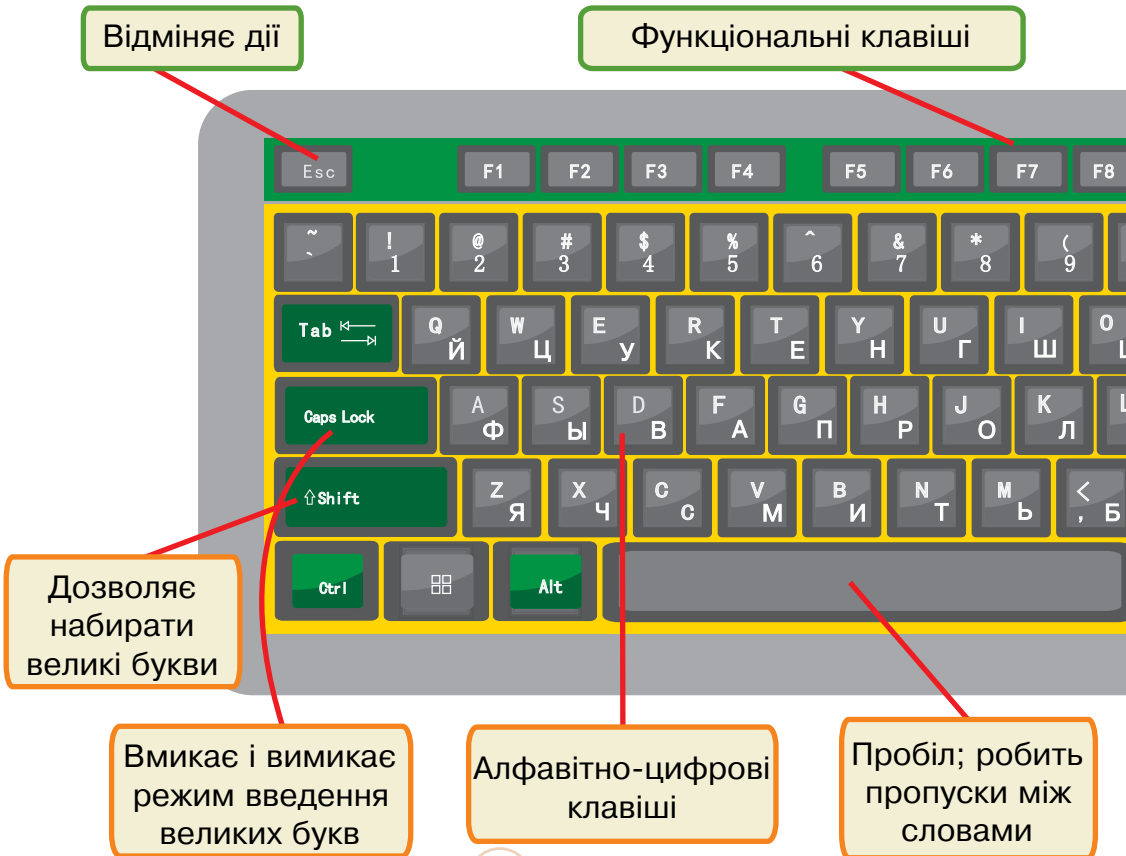 Відміняє дії
Функціональні клавіші
Esc F1 F2 F3 F4 F5 F6 F7 F8
~ ! @ # $ % ^ & * (
` 1 2 3 4 5 6 7 8 9
Tab Q W E R T Y U I O
Й Ц У К Е Н Г Ш
Caps Lock A S D F G H J K L
Ф Ы В А П Р О Л
⇧Shift Z X C V B N M <
Я Ч С М И Т Ь , Б
Ctrl Alt
Дозволяє
набирати
великі букви
Вмикає і вимикає
режим введення
великих букв
Алфавітно-цифрові
клавіші
Пробіл; робить
пропуски між
словами